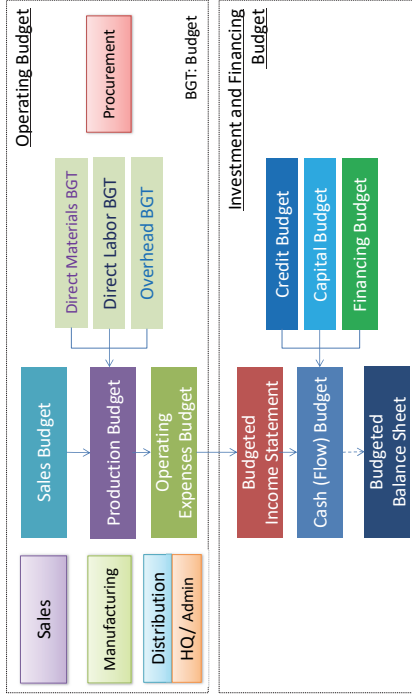 Operating Budget
Sales
Sales Budget
Direct Materials BGT
Procurement
Manufacturing
Production Budget
Direct Labor BGT
Overhead BGT
Distribution
HQ/ Admin
Operating
Expenses Budget
BGT: Budget
Investment and Financing
Budget
Budgeted
Income Statement
Credit Budget
Cash (Flow) Budget
Capital Budget
Financing Budget
Budgeted
Balance Sheet